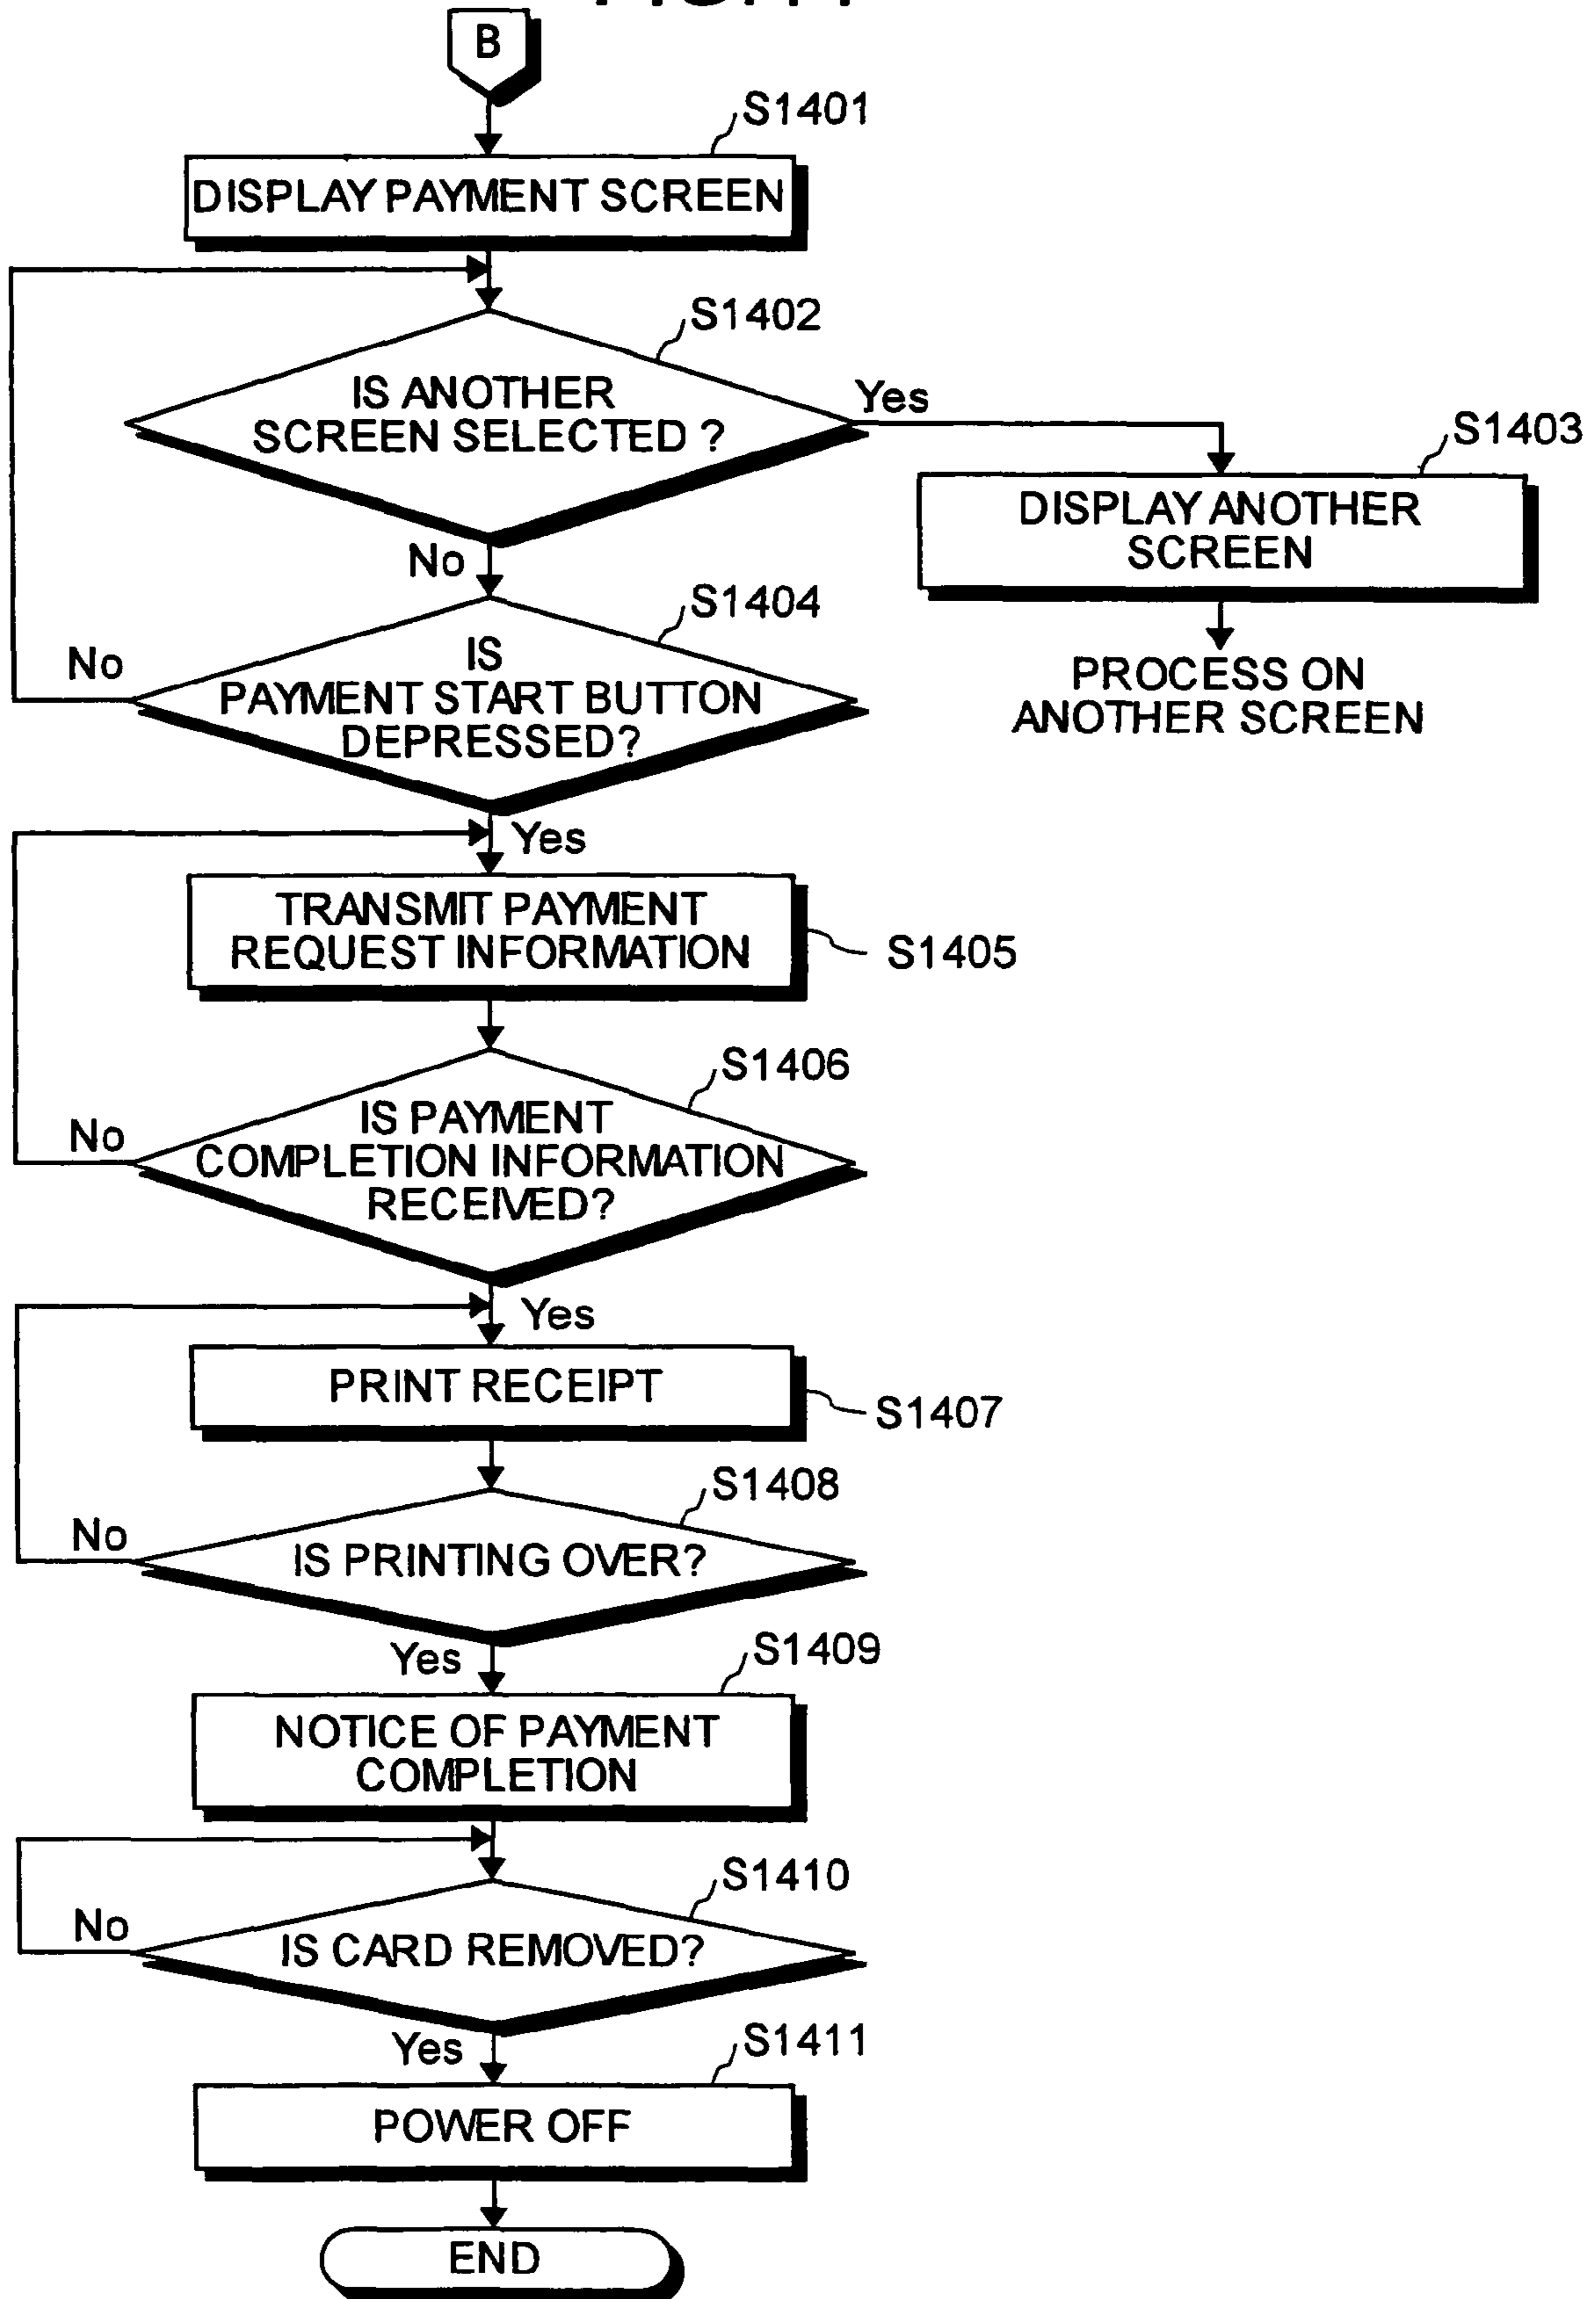 B
S1401
DISPLAY PAYMENT SCREEN
S1402
IS ANOTHER
SCREEN SELECTED ?
Yes
S1403
DISPLAY ANOTHER
SCREEN
No
S1404
IS
PAYMENT START BUTTON
DEPRESSED?
No
PROCESS ON
ANOTHER SCREEN
Yes
TRANSMIT PAYMENT
REQUEST INFORMATION
S1405
S1406
IS PAYMENT
COMPLETION INFORMATION
RECEIVED?
No
Yes
PRINT RECEIPT
S1407
S1408
No
IS PRINTING OVER?
Yes
S1409
NOTICE OF PAYMENT
COMPLETION
S1410
No
IS CARD REMOVED?
Yes
S1411
POWER OFF
END